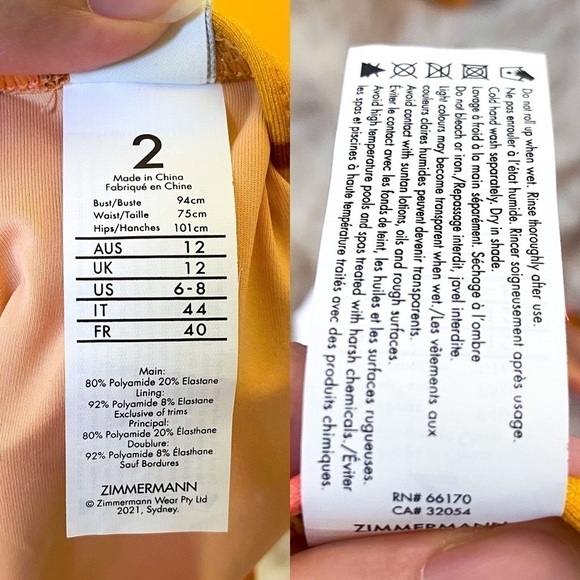 2
Made in China
Fabriqué en Chine
Bust/Buste 94cm
Waist/Taille 75cm
Hips/Hanches 101cm
AUS 12
UK 12
US 6-8
IT 44
FR 40
Main:
80% Polyamide 20% Elastane
Lining:
92% Polyamide 8% Elastane
Exclusive of trims
Principal:
80% Polyamide 20% Élasthane
Doublure:
92% Polyamide 8% Élasthane
Sauf Bordures
ZIMMERMANN
© Zimmermann Wear Pty Ltd
2021, Sydney.
Do not roll up when wet. Rinse thoroughly after use.
Ne pas enrouler à l'état humide. Rincer soigneusement après usage.
Cold hand wash separately. Dry in shade.
Lavage à froid à la main séparément. Séchage à l'ombre
Do not bleach or iron./Repassage interdit, javel interdite.
Light colours may become transparent when wet./Les vêtements aux
couleurs claires humides peuvent devenir transparents.
Avoid contact with suntan lotions, oils and rough surfaces.
Éviter le contact avec les fonds de teint, les huiles et les surfaces rugueuses.
Avoid high temperature pools and spas treated with harsh chemicals./Éviter
les spas et piscines à haute température traités avec des produits chimiques.
RN# 66170
CA# 32054
ZIMMERMANN